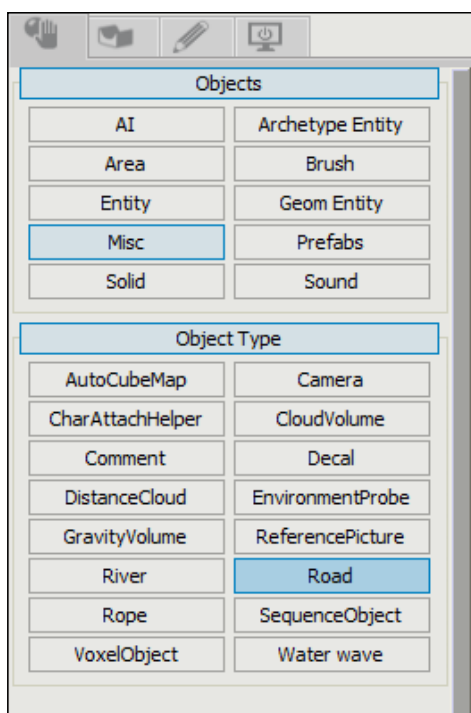 Objects
AI Archetype Entity
Area Brush
Entity Geom Entity
Misc Prefabs
Solid Sound
Object Type
AutoCubeMap Camera
CharAttachHelper CloudVolume
Comment Decal
DistanceCloud EnvironmentProbe
GravityVolume ReferencePicture
River Road
Rope SequenceObject
VoxelObject Water wave